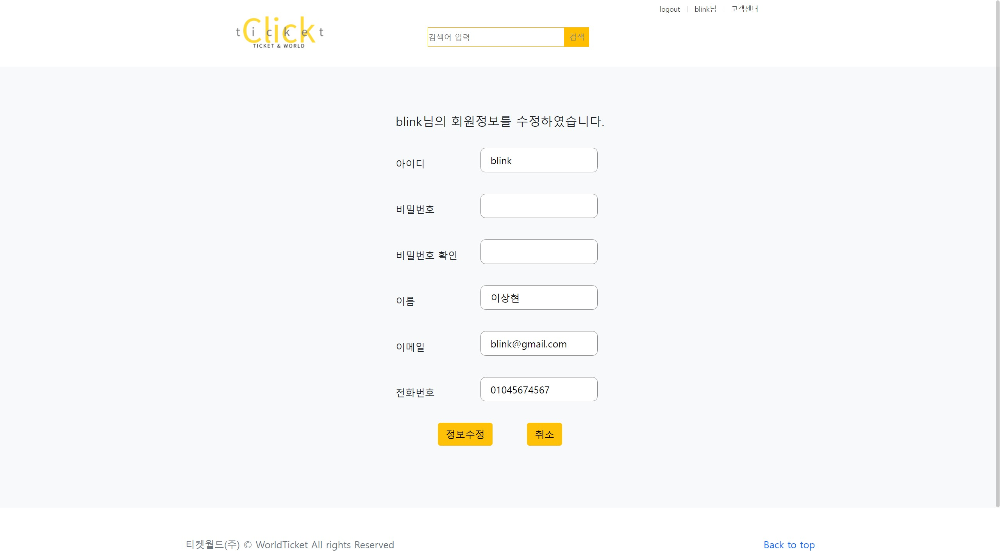 logout | blink님 | 고객센터
Click
ticket
TICKET & WORLD
검색어 입력 검색
blink님의 회원정보를 수정하였습니다.
아이디 blink
비밀번호
비밀번호 확인
이름 이상현
이메일 blink@gmail.com
전화번호 01045674567
정보수정 취소
티켓월드(주) © WorldTicket All rights Reserved Back to top